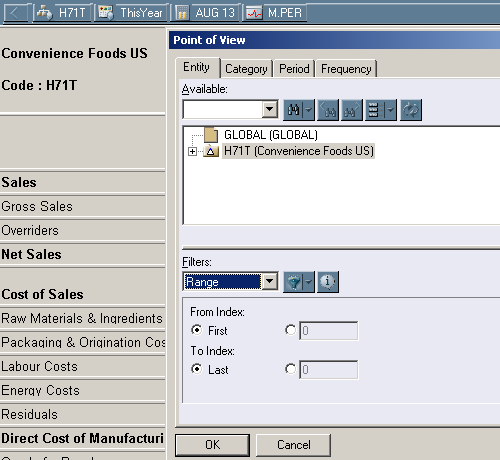 H71T ThisYear AUG 13 M.PER
Convenience Foods US
Code : H71T
Sales
Gross Sales
Overriders
Net Sales
Cost of Sales
Raw Materials & Ingredients
Packaging & Origination Cos
Labour Costs
Energy Costs
Residuals
Direct Cost of Manufacturi
Point of View
Entity Category Period Frequency
Available:
GLOBAL (GLOBAL)
H71T (Convenience Foods US)
Filters:
Range
From Index:
First 0
To Index:
Last 0
OK Cancel